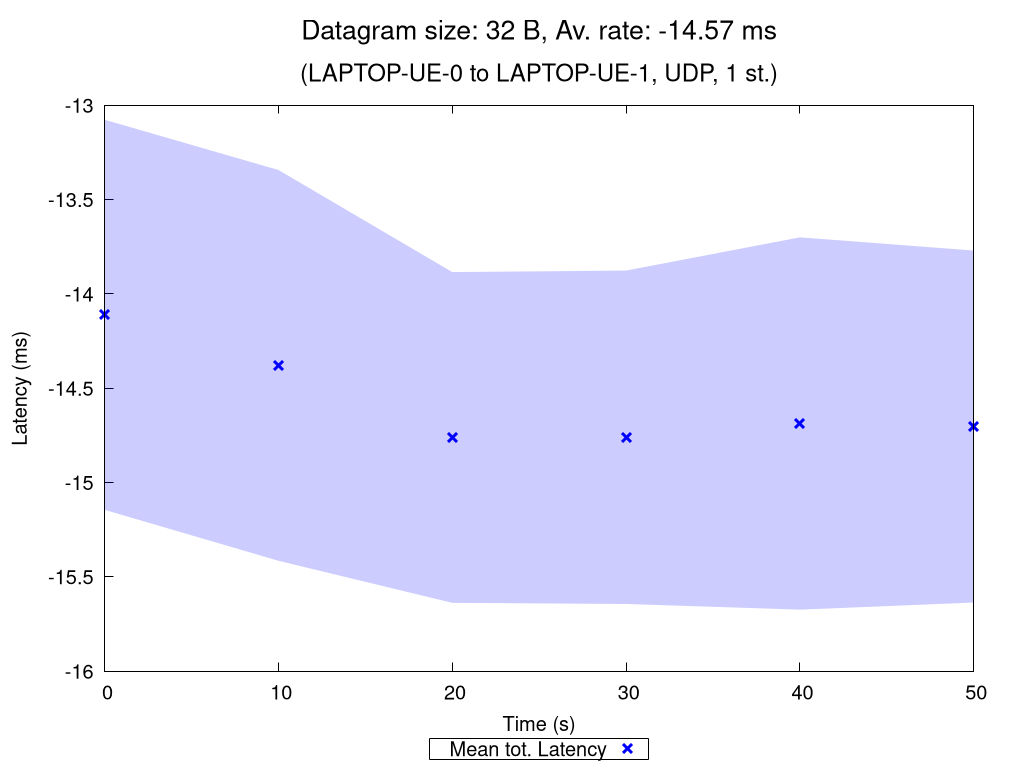 Datagram size: 32 B, Av. rate: -14.57 ms
(LAPTOP-UE-0 to LAPTOP-UE-1, UDP, 1 st.)
-13
-13.5
-14
-14.5
-15
-15.5
-16
Latency (ms)
0 10 20 30 40 50
Time (s)
Mean tot. Latency